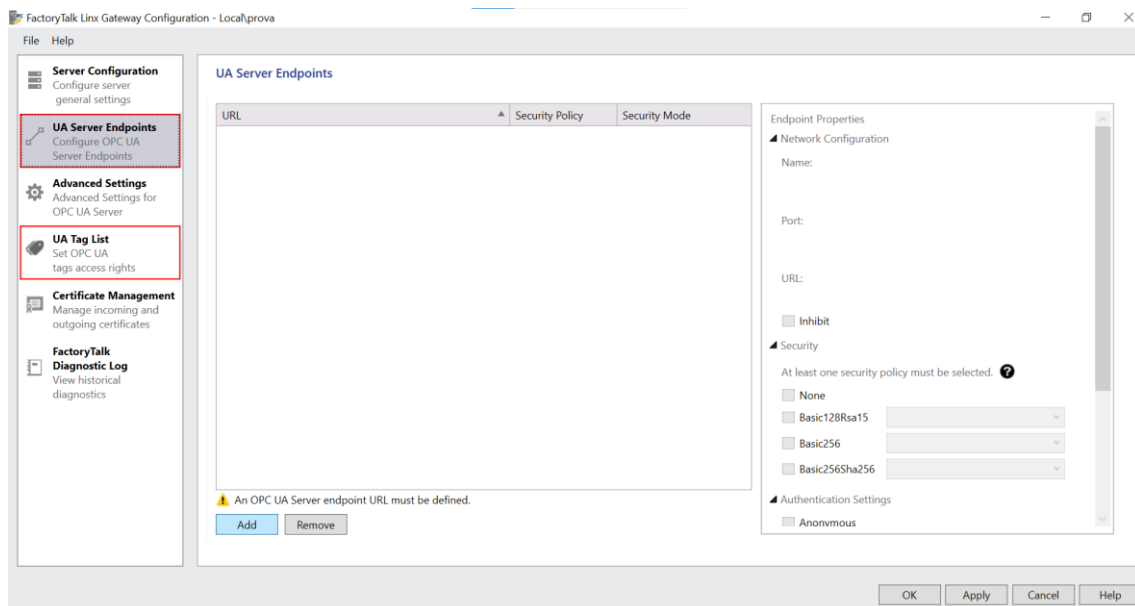 FactoryTalk Linx Gateway Configuration - Local\prova
File Help
Server Configuration
Configure server
general settings
UA Server Endpoints
Configure OPC UA
Server Endpoints
Advanced Settings
Advanced Settings for
OPC UA Server
UA Tag List
Set OPC UA
tags access rights
Certificate Management
Manage incoming and
outgoing certificates
FactoryTalk
Diagnostic Log
View historical
diagnostics
UA Server Endpoints
URL Security Policy Security Mode
An OPC UA Server endpoint URL must be defined.
Add Remove
Endpoint Properties
Network Configuration
Name:
Port:
URL:
Inhibit
Security
At least one security policy must be selected. ?
None
Basic128Rsa15
Basic256
Basic256Sha256
Authentication Settings
Anonymous
OK Apply Cancel Help